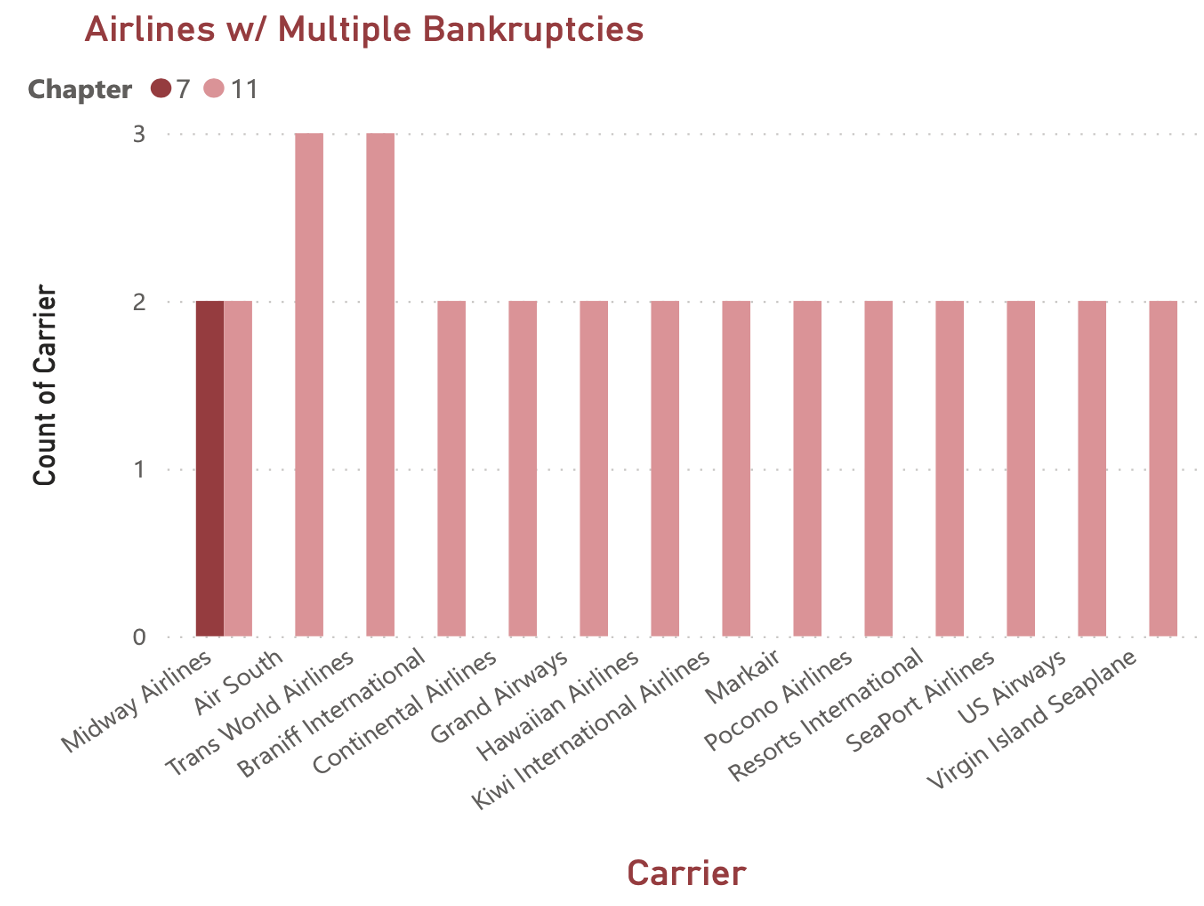 Airlines w/ Multiple Bankruptcies
Chapter 7 11
3
2
1
0
Count of Carrier
Midway Airlines
Air South
Trans World Airlines
Braniff International
Continental Airlines
Grand Airways
Hawaiian Airlines
Kiwi International Airlines
Markair
Pocono Airlines
Resorts International
SeaPort Airlines
US Airways
Virgin Island Seaplane
Carrier